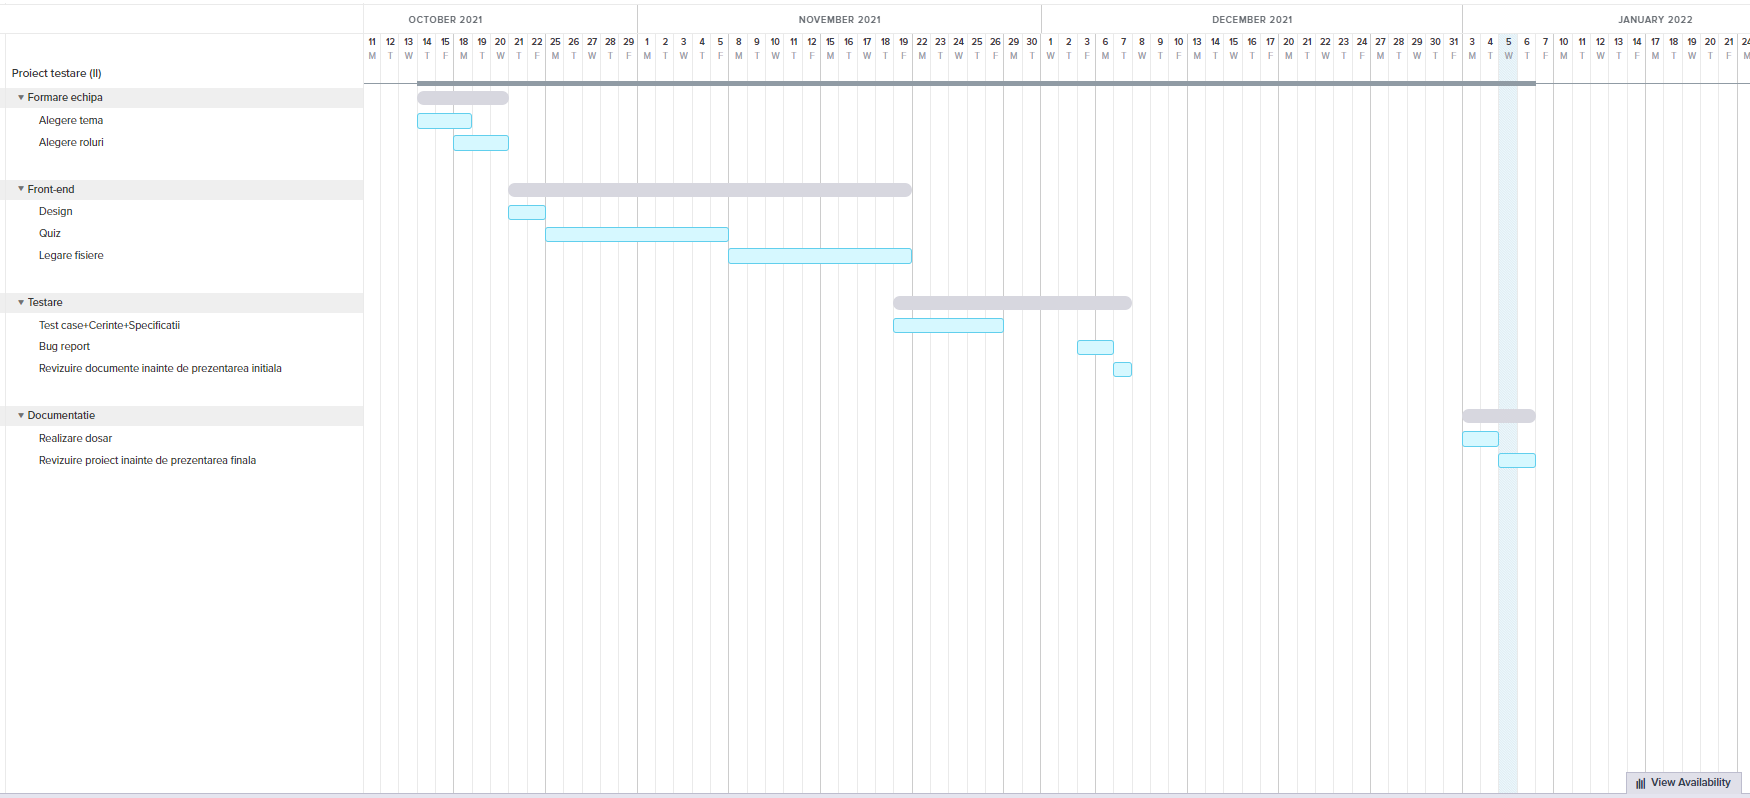 OCTOBER 2021 NOVEMBER 2021 DECEMBER 2021 JANUARY 2022
11 12 13 14 15 18 19 20 21 22 25 26 27 28 29 1 2 3 4 5 8 9 10 11 12 15 16 17 18 19 22 23 24 25 26 29 30 1 2 3 6 7 8 9 10 13 14 15 16 17 20 21 22 23 24 27 28 29 30 31 3 4 5 6 7 10 11 12 13 14 17 18 19 20 21 24
M T W T F M T W T F M T W T F M T W T F M T W T F M T W T F M T W T F M T W T F M T W T F M T W T F M T W T F M T W T F M T W T F M T W T F M T W T F M
Proiect testare (II)
Formare echipa
Alegere tema
Alegere roluri
Front-end
Design
Quiz
Legare fisiere
Testare
Test case+Cerinte+Specificatii
Bug report
Revizuire documente inainte de prezentarea initiala
Documentatie
Realizare dosar
Revizuire proiect inainte de prezentarea finala
View Availability